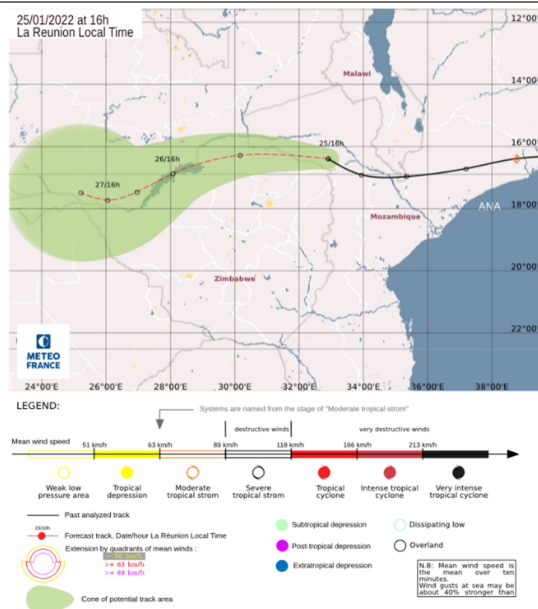 25/01/2022 at 16h
La Reunion Local Time
12°00'
Malawi
14°00'
25/16h
16°00'
26/16h
27/16h
ANA
18°00'
Mozambique
20°00'
Zimbabwe
22°00'
METEO
FRANCE
24°00'E 26°00'E 28°00'E 30°00'E 32°00'E 34°00'E 36°00'E 38°00'E
LEGEND:
Systems are named from the stage of "Moderate tropical strom"
destructive winds
very destructive winds
Mean wind speed
51 km/h 63 kmh/h 89 kmh/h 118 kmh/h 166 kmh/h 213 kmh/h
Weak low
pressure area
Tropical
depression
Moderate
tropical strom
Severe
tropical strom
Tropical
cyclone
Intense tropical
cyclone
Very intense
tropical cyclone
Past analyzed track
15/10h
Forecast track. Date/hour La Réunion Local Time
Extension by quadrants of mean winds :
>= 63 km/h
>= 89 km/h
Cone of potential track area
Subtropical depression
Post-tropical depression
Extratropical depression
Dissipating low
Overland
N.B: Mean wind speed is
the mean over ten
minutes.
Wind gusts at sea may be
about 40% stronger than